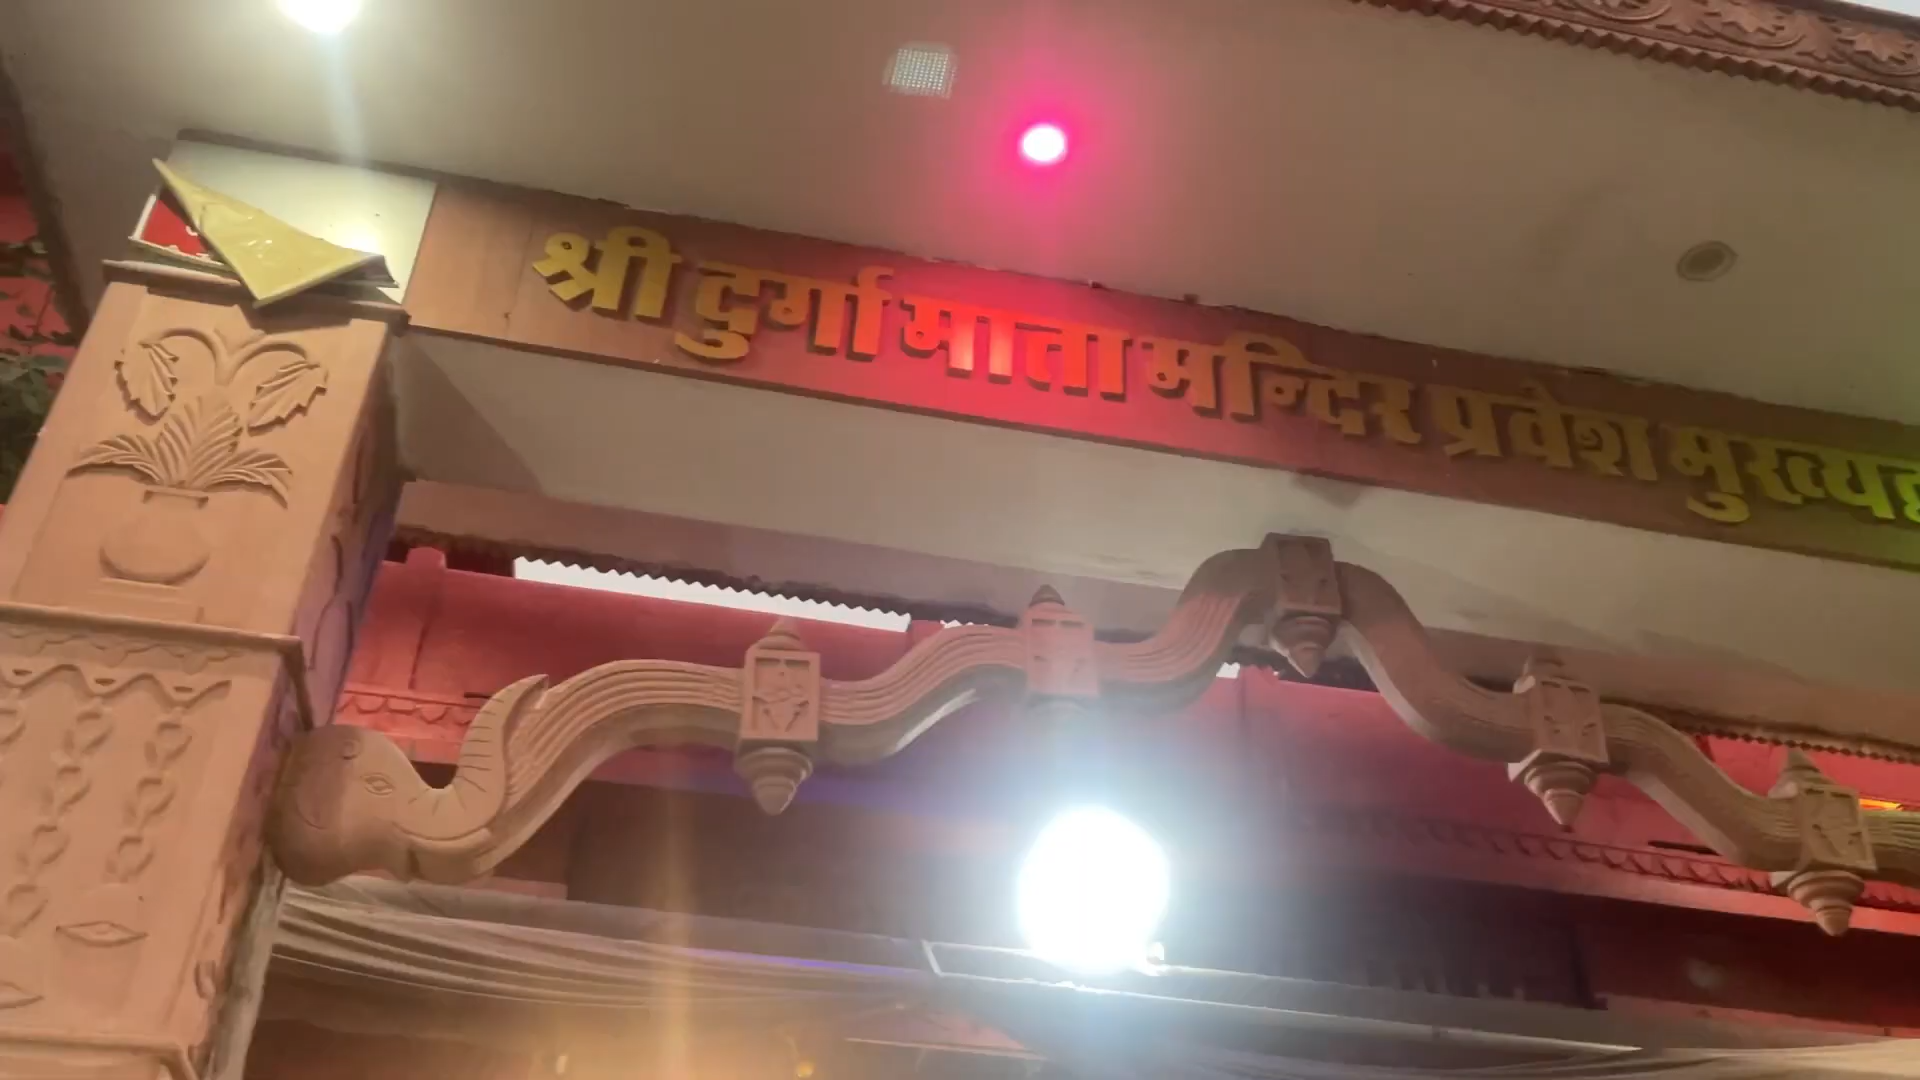 श्री दुर्गा माता मन्दिर प्रवेश मुख्य